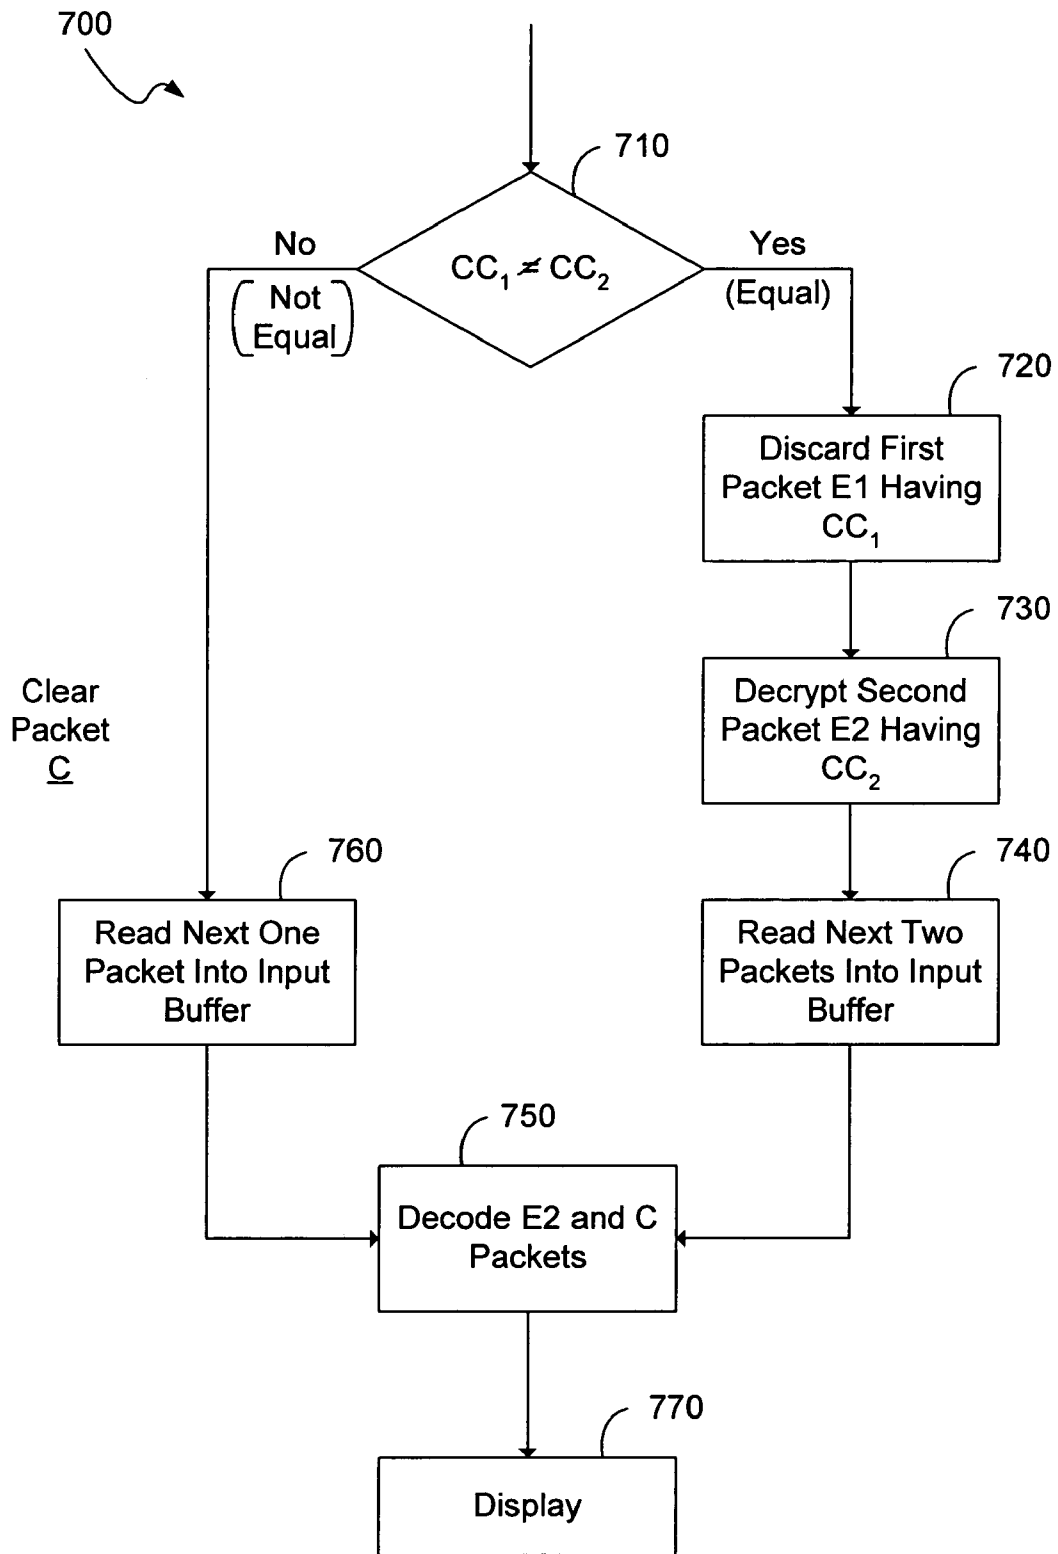 700
710
CC₁ ≠ CC₂
No
(Not
Equal)
Yes
(Equal)
720
Discard First
Packet E1 Having
CC₁
730
Decrypt Second
Packet E2 Having
CC₂
Clear
Packet
C
760
Read Next One
Packet Into Input
Buffer
740
Read Next Two
Packets Into Input
Buffer
750
Decode E2 and C
Packets
770
Display